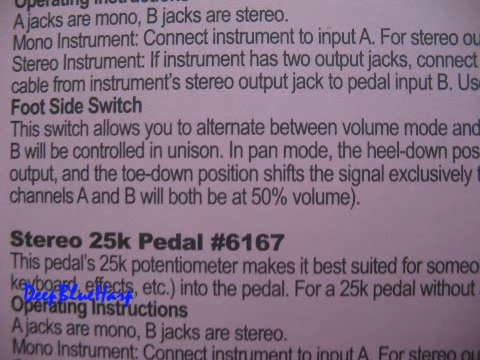 Operating Instructions
A jacks are mono, B jacks are stereo.
Mono Instrument: Connect instrument to input A. For stereo ou
Stereo Instrument: If instrument has two output jacks, connect
cable from instrument's stereo output jack to pedal input B. Us
Foot Side Switch
This switch allows you to alternate between volume mode and
B will be controlled in unison. In pan mode, the heel-down pos
output, and the toe-down position shifts the signal exclusively t
channels A and B will both be at 50% volume).
Stereo 25k Pedal #6167
This pedal's 25k potentiometer makes it best suited for someo
keyboard, effects, etc.) into the pedal. For a 25k pedal without
DeepBlueHarp
Operating Instructions
A jacks are mono, B jacks are stereo.
Mono Instrument: Connect instrument to input A. For stereo ou